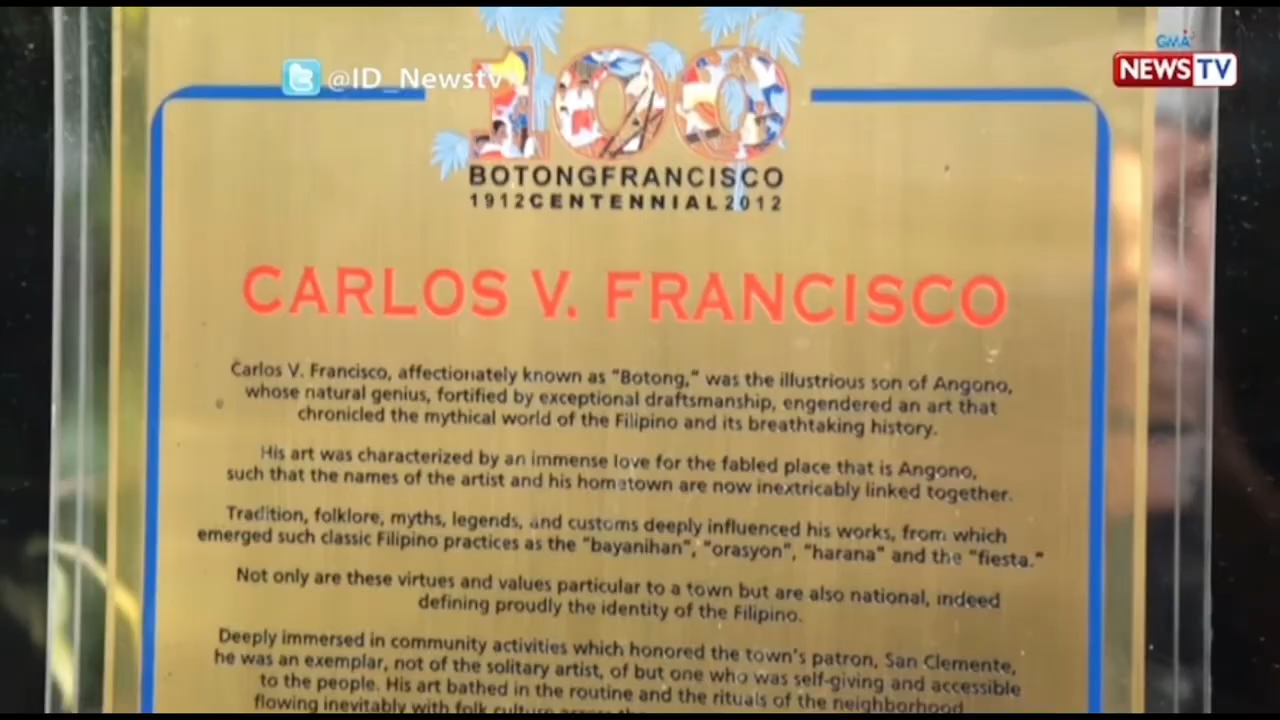 GMA
NEWS TV
@ID_Newstv
100
BOTONGFRANCISCO
1912CENTENNIAL2012
CARLOS V. FRANCISCO
Carlos V. Francisco, affectionately known as "Botong," was the illustrious son of Angono,
whose natural genius, fortified by exceptional draftsmanship, engendered an art that
chronicled the mythical world of the Filipino and its breathtaking history.
His art was characterized by an immense love for the fabled place that is Angono,
such that the names of the artist and his hometown are now inextricably linked together.
Tradition, folklore, myths, legends, and customs deeply influenced his works, from which
emerged such classic Filipino practices as the "bayanihan", "orasyon", "harana" and the "fiesta."
Not only are these virtues and values particular to a town but are also national, indeed
defining proudly the identity of the Filipino.
Deeply immersed in community activities which honored the town's patron, San Clemente,
he was an exemplar, not of the solitary artist, of but one who was self-giving and accessible
to the people. His art bathed in the routine and the rituals of the neighborhood
flowing inevitably with folk culture